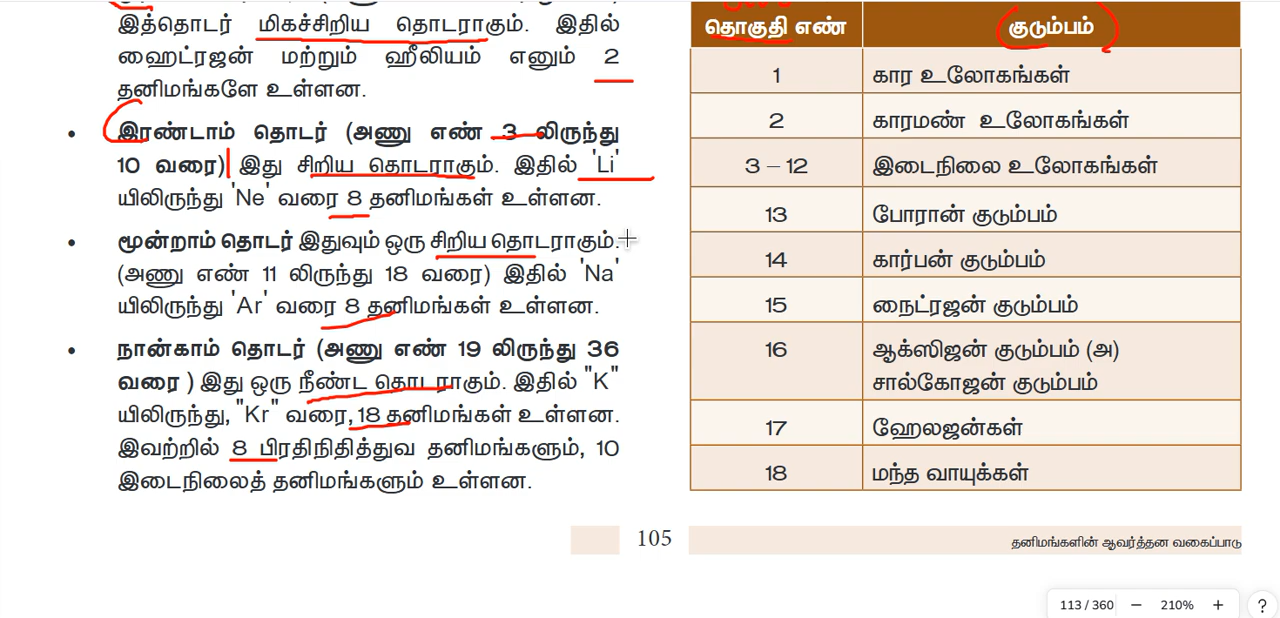 இத்தொடர் மிகச்சிறிய தொடராகும். இதில்
ஹைட்ரஜன் மற்றும் ஹீலியம் எனும் 2
தனிமங்களே உள்ளன.
• இரண்டாம் தொடர் (அணு எண் 3 லிருந்து
10 வரை) இது சிறிய தொடராகும். இதில் 'Li'
யிலிருந்து 'Ne' வரை 8 தனிமங்கள் உள்ளன.
• மூன்றாம் தொடர் இதுவும் ஒரு சிறிய தொடராகும்.
(அணு எண் 11 லிருந்து 18 வரை) இதில் 'Na'
யிலிருந்து 'Ar' வரை 8 தனிமங்கள் உள்ளன.
• நான்காம் தொடர் (அணு எண் 19 லிருந்து 36
வரை ) இது ஒரு நீண்ட தொடராகும். இதில் "K"
யிலிருந்து, "Kr" வரை, 18 தனிமங்கள் உள்ளன.
இவற்றில் 8 பிரதிநிதித்துவ தனிமங்களும், 10
இடைநிலைத் தனிமங்களும் உள்ளன.
தொகுதி எண் குடும்பம்
1 கார உலோகங்கள்
2 காரமண் உலோகங்கள்
3 – 12 இடைநிலை உலோகங்கள்
13 போரான் குடும்பம்
14 கார்பன் குடும்பம்
15 நைட்ரஜன் குடும்பம்
16 ஆக்ஸிஜன் குடும்பம் (அ)
சால்கோஜன் குடும்பம்
17 ஹேலஜன்கள்
18 மந்த வாயுக்கள்
105 தனிமங்களின் ஆவர்த்தன வகைப்பாடு
113 / 360 − 210% + ?